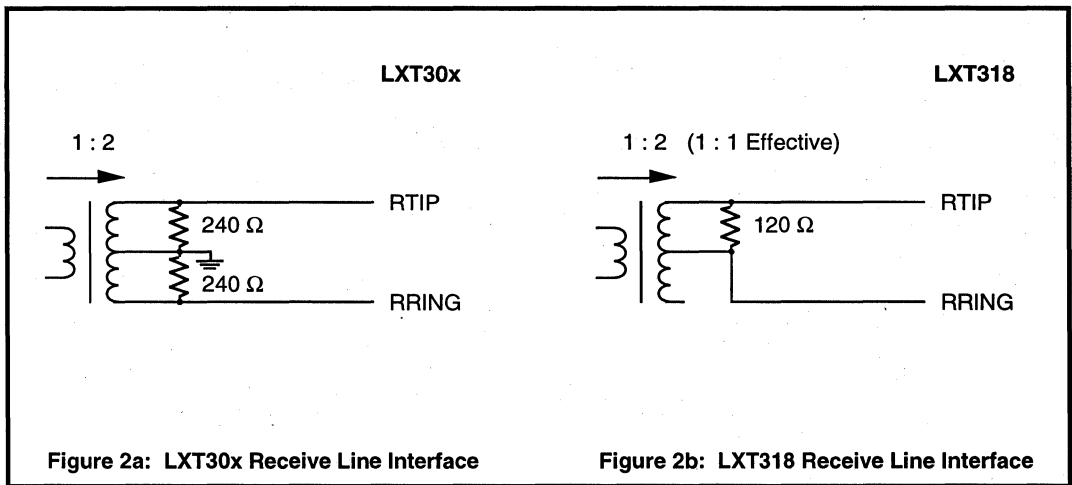 LXT30x
1 : 2
RTIP
240 Ω
240 Ω
RRING
Figure 2a: LXT30x Receive Line Interface
LXT318
1 : 2 (1 : 1 Effective)
RTIP
120 Ω
RRING
Figure 2b: LXT318 Receive Line Interface